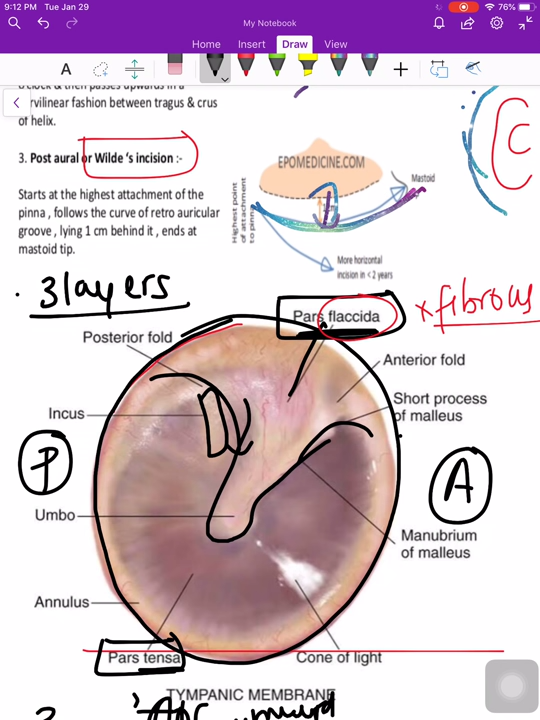 9:12 PM Tue Jan 29
76%
My Notebook
Home Insert Draw View
rvilinear fashion between tragus & crus
of helix.
3. Post aural or Wilde 's incision :-
Starts at the highest attachment of the
pinna , follows the curve of retro auricular
groove , lying 1 cm behind it , ends at
mastoid tip.
EPOMEDICINE.COM
Highest point
of attachment
to pinna
Mastoid
More horizontal
incision in < 2 years
3 layers
Pars flaccida
x fibrous
Posterior fold
Anterior fold
Incus
Short process
of malleus
P
A
Umbo
Manubrium
of malleus
Annulus
Pars tensa
Cone of light
TYMPANIC MEMBRANE